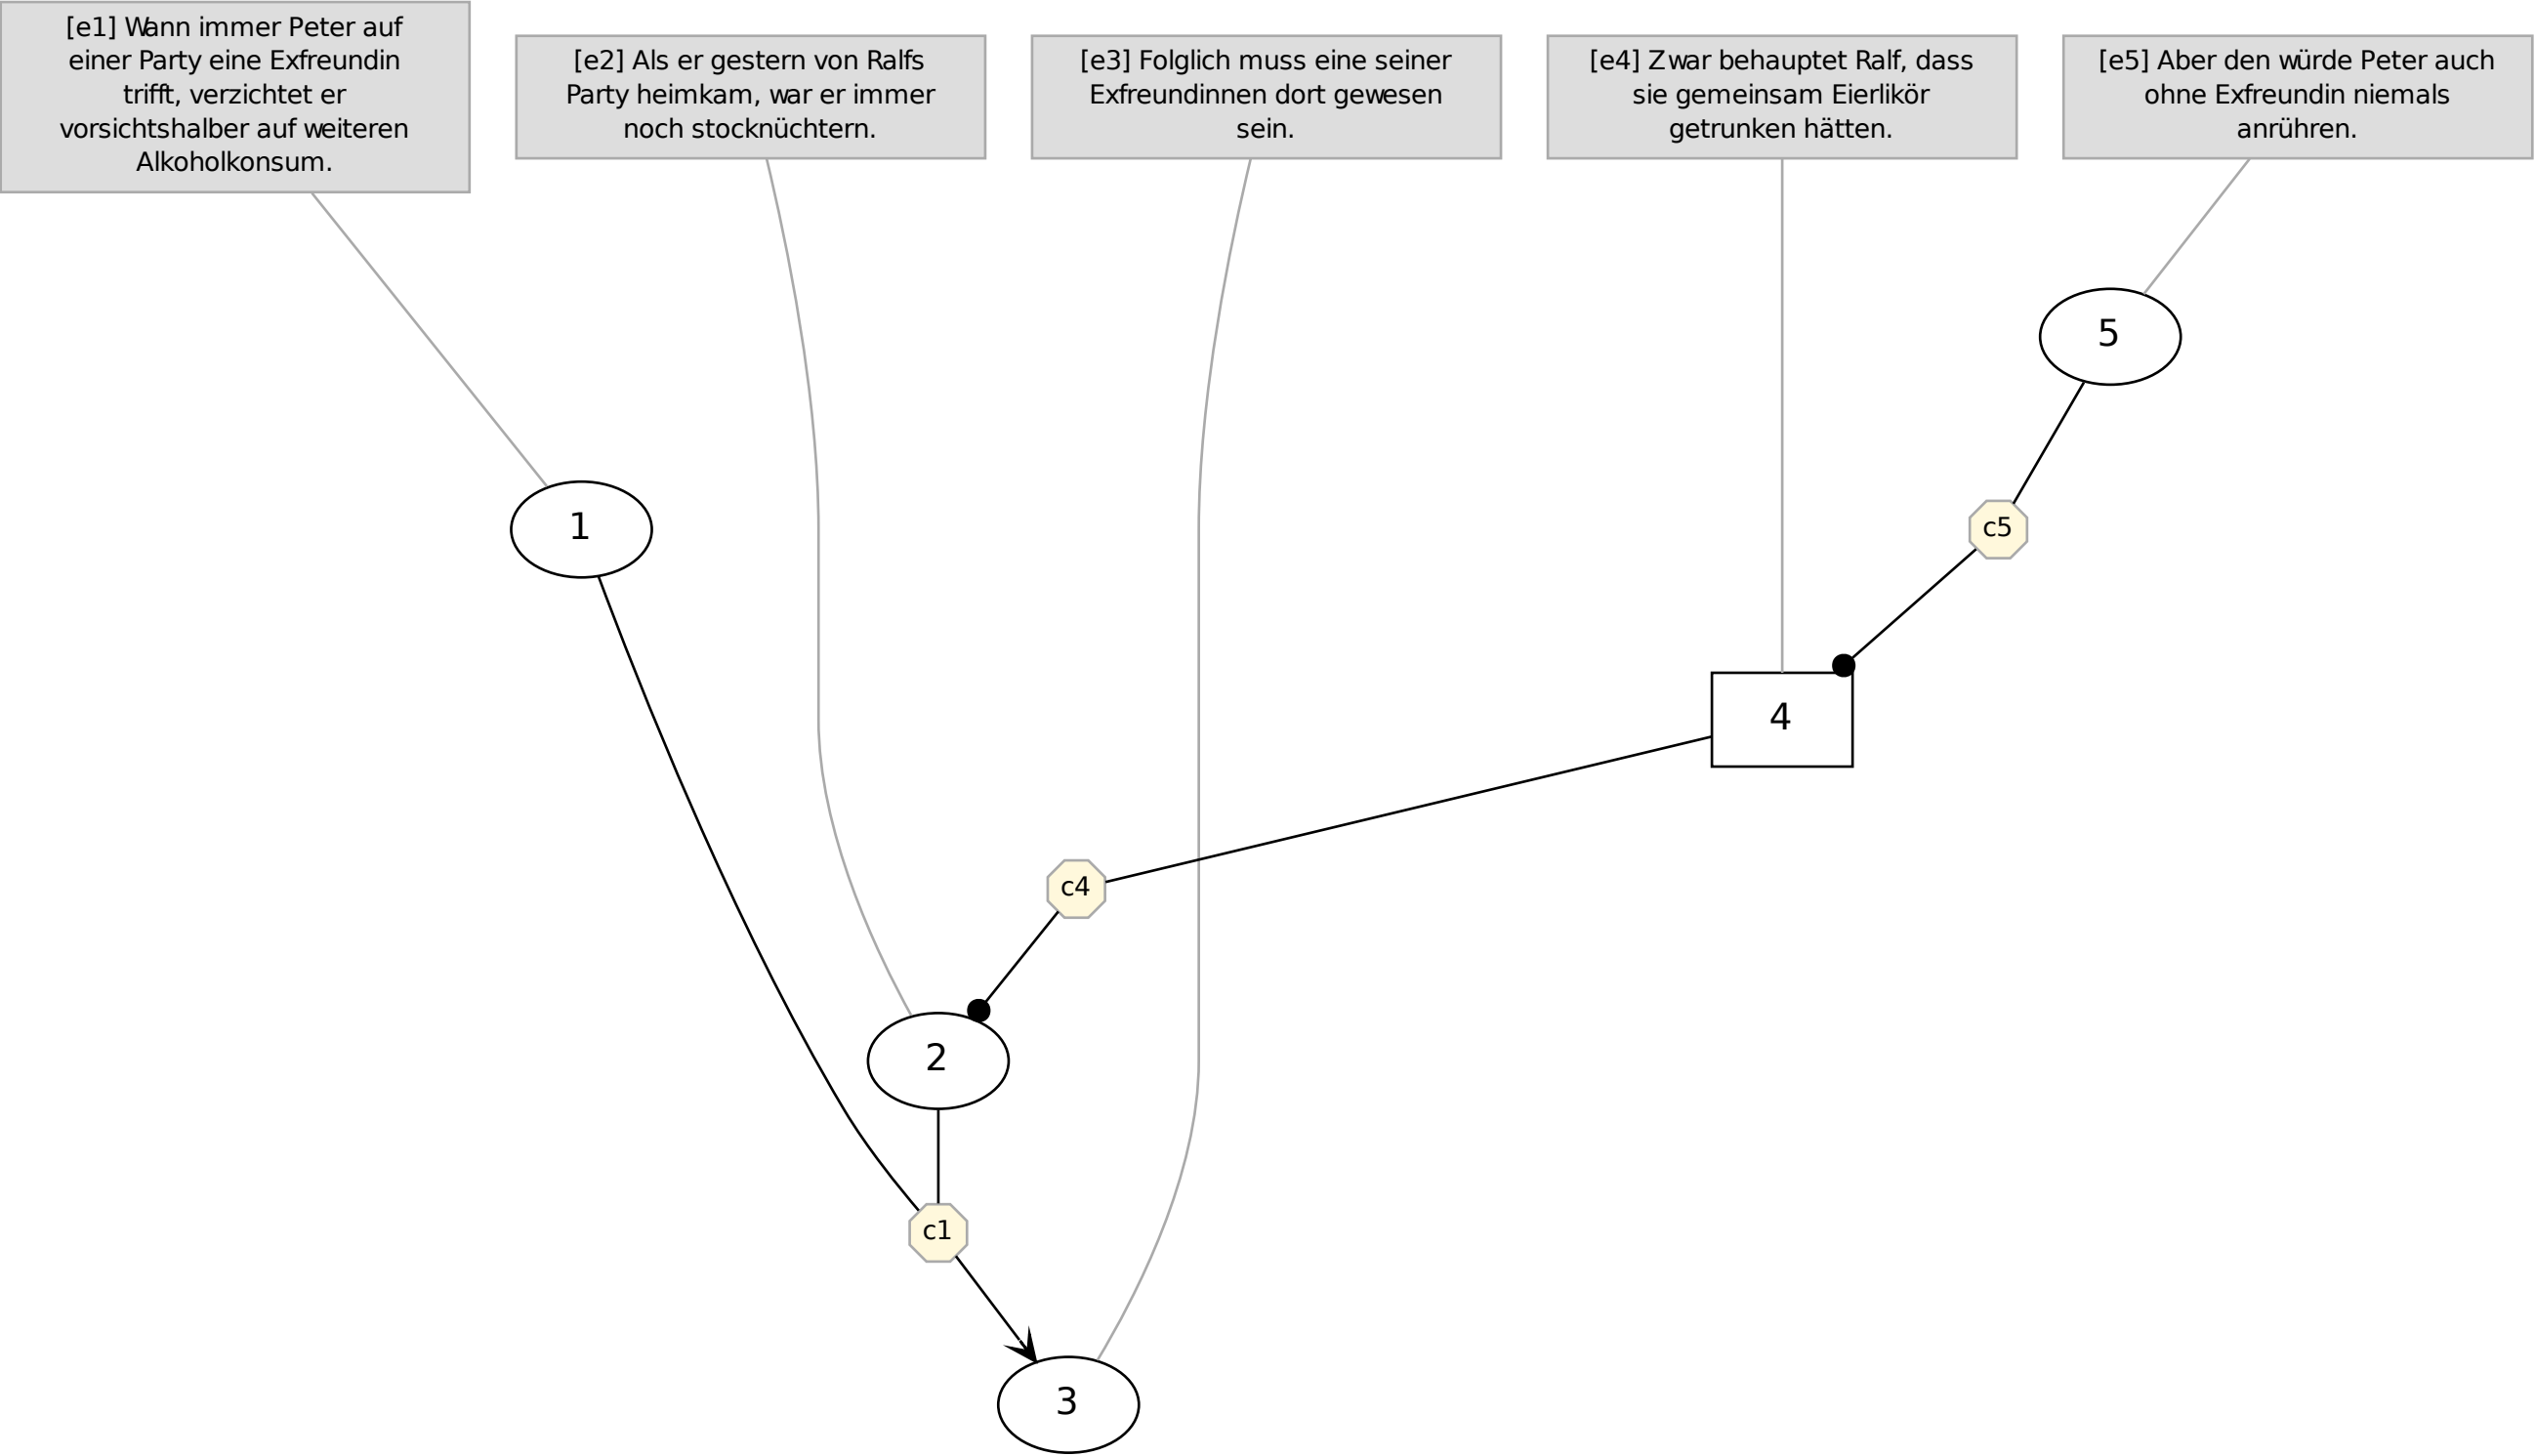 [e1] Wann immer Peter auf
einer Party eine Exfreundin
trifft, verzichtet er
vorsichtshalber auf weiteren
Alkoholkonsum.
[e2] Als er gestern von Ralfs
Party heimkam, war er immer
noch stocknüchtern.
[e3] Folglich muss eine seiner
Exfreundinnen dort gewesen
sein.
[e4] Zwar behauptet Ralf, dass
sie gemeinsam Eierlikör
getrunken hätten.
[e5] Aber den würde Peter auch
ohne Exfreundin niemals
anrühren.
5
1
c5
4
c4
2
c1
3